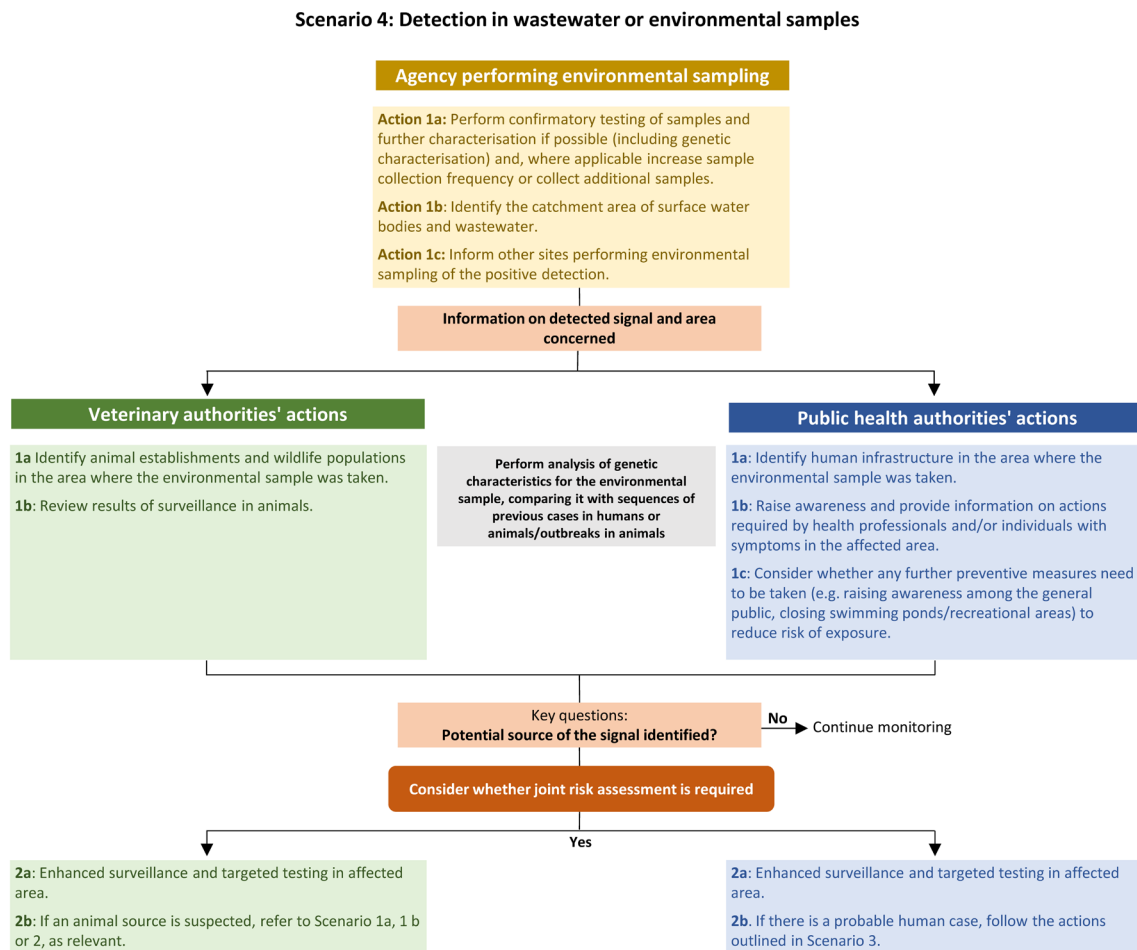 Scenario 4: Detection in wastewater or environmental samples
Agency performing environmental sampling
Action 1a: Perform confirmatory testing of samples and
further characterisation if possible (including genetic
characterisation) and, where applicable increase sample
collection frequency or collect additional samples.
Action 1b: Identify the catchment area of surface water
bodies and wastewater.
Action 1c: Inform other sites performing environmental
sampling of the positive detection.
Information on detected signal and area
concerned
Veterinary authorities' actions
1a Identify animal establishments and wildlife populations
in the area where the environmental sample was taken.
1b: Review results of surveillance in animals.
Perform analysis of genetic
characteristics for the environmental
sample, comparing it with sequences of
previous cases in humans or
animals/outbreaks in animals
Public health authorities' actions
1a: Identify human infrastructure in the area where the
environmental sample was taken.
1b: Raise awareness and provide information on actions
required by health professionals and/or individuals with
symptoms in the affected area.
1c: Consider whether any further preventive measures need
to be taken (e.g. raising awareness among the general
public, closing swimming ponds/recreational areas) to
reduce risk of exposure.
Key questions:
Potential source of the signal identified?
No
Continue monitoring
Consider whether joint risk assessment is required
Yes
2a: Enhanced surveillance and targeted testing in affected
area.
2b: If an animal source is suspected, refer to Scenario 1a, 1 b
or 2, as relevant.
2a: Enhanced surveillance and targeted testing in affected
area.
2b. If there is a probable human case, follow the actions
outlined in Scenario 3.